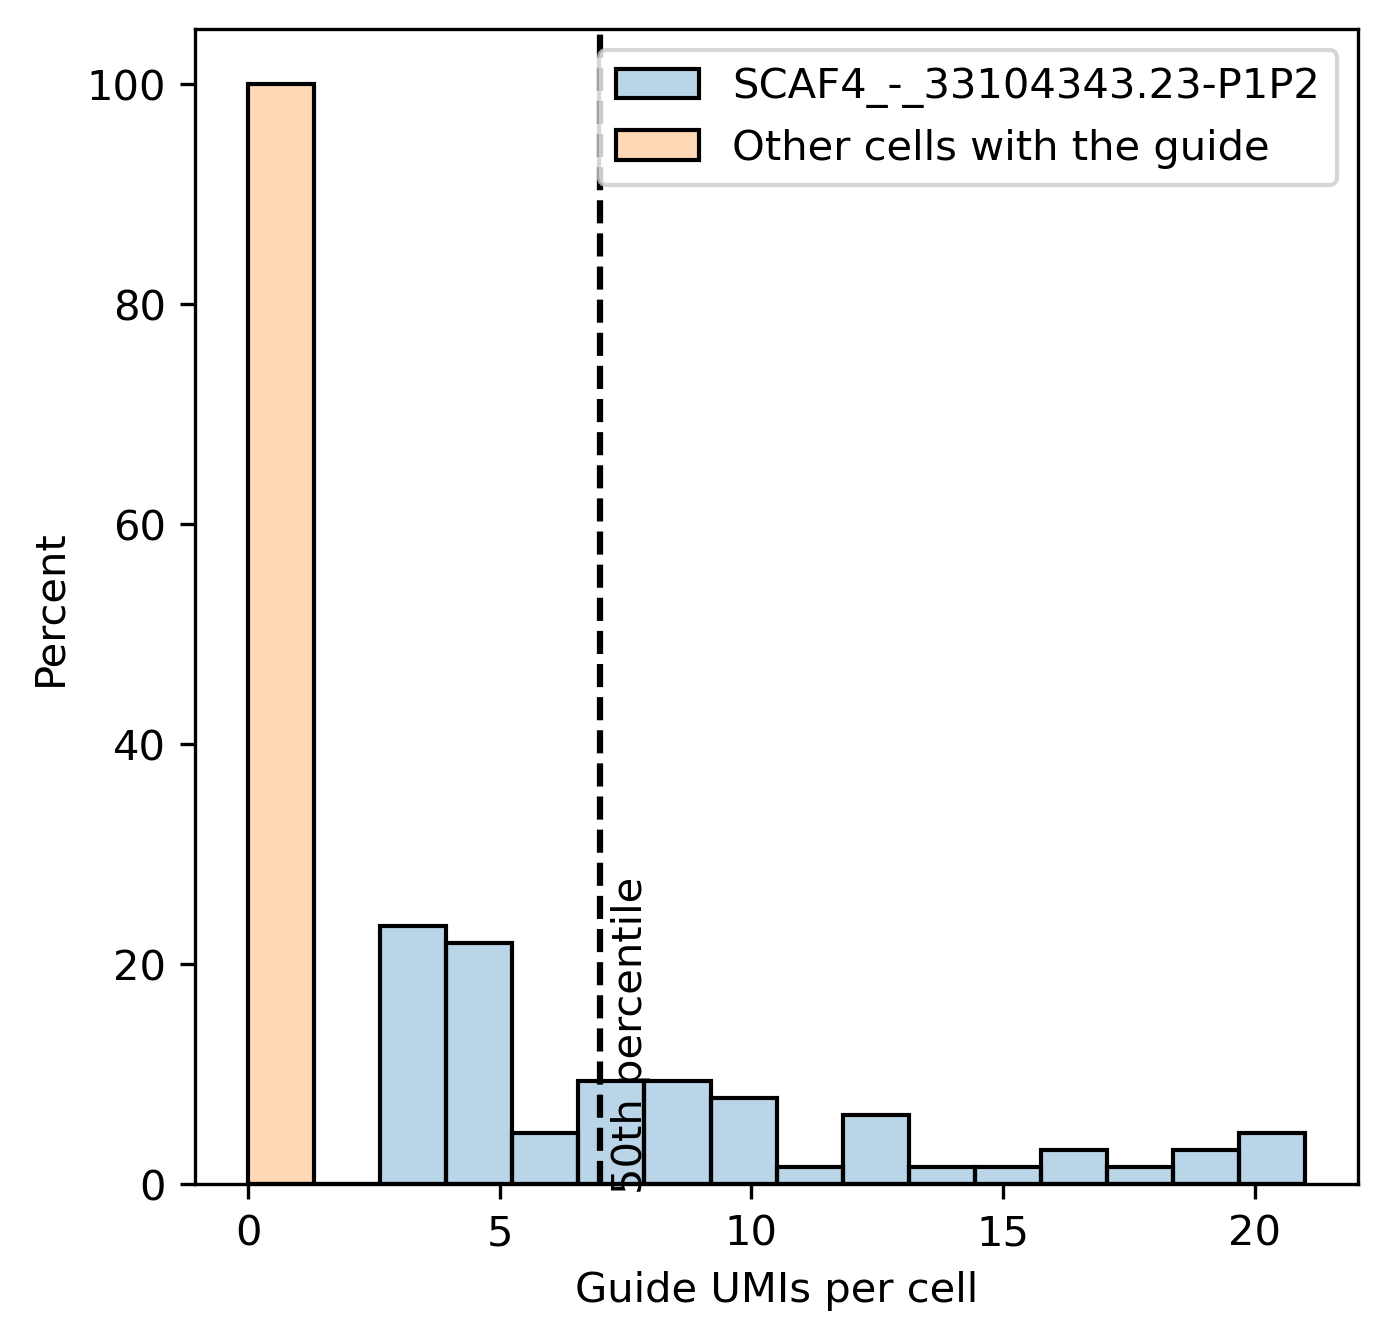 100
80
60
40
20
0
Percent
SCAF4_-_33104343.23-P1P2
Other cells with the guide
50th percentile
0 5 10 15 20
Guide UMIs per cell